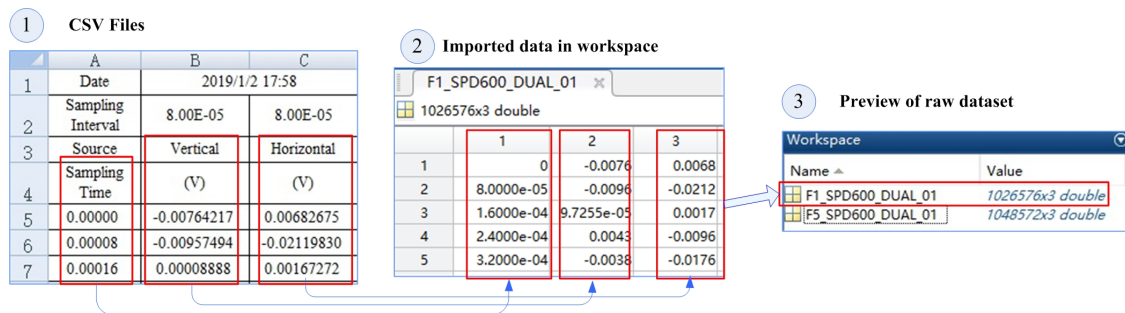 1 CSV Files
A B C
1 Date 2019/1/2 17:58
2 Sampling Interval 8.00E-05 8.00E-05
3 Source Vertical Horizontal
4 Sampling Time (V) (V)
5 0.00000 -0.00764217 0.00682675
6 0.00008 -0.00957494 -0.02119830
7 0.00016 0.00008888 0.00167272
2 Imported data in workspace
F1_SPD600_DUAL_01
1026576x3 double
1 2 3
1 0 -0.0076 0.0068
2 8.0000e-05 -0.0096 -0.0212
3 1.6000e-04 9.7255e-05 0.0017
4 2.4000e-04 0.0043 -0.0096
5 3.2000e-04 -0.0038 -0.0176
3 Preview of raw dataset
Workspace
Name Value
F1_SPD600_DUAL_01 1026576x3 double
F5_SPD600_DUAL_01 1048572x3 double